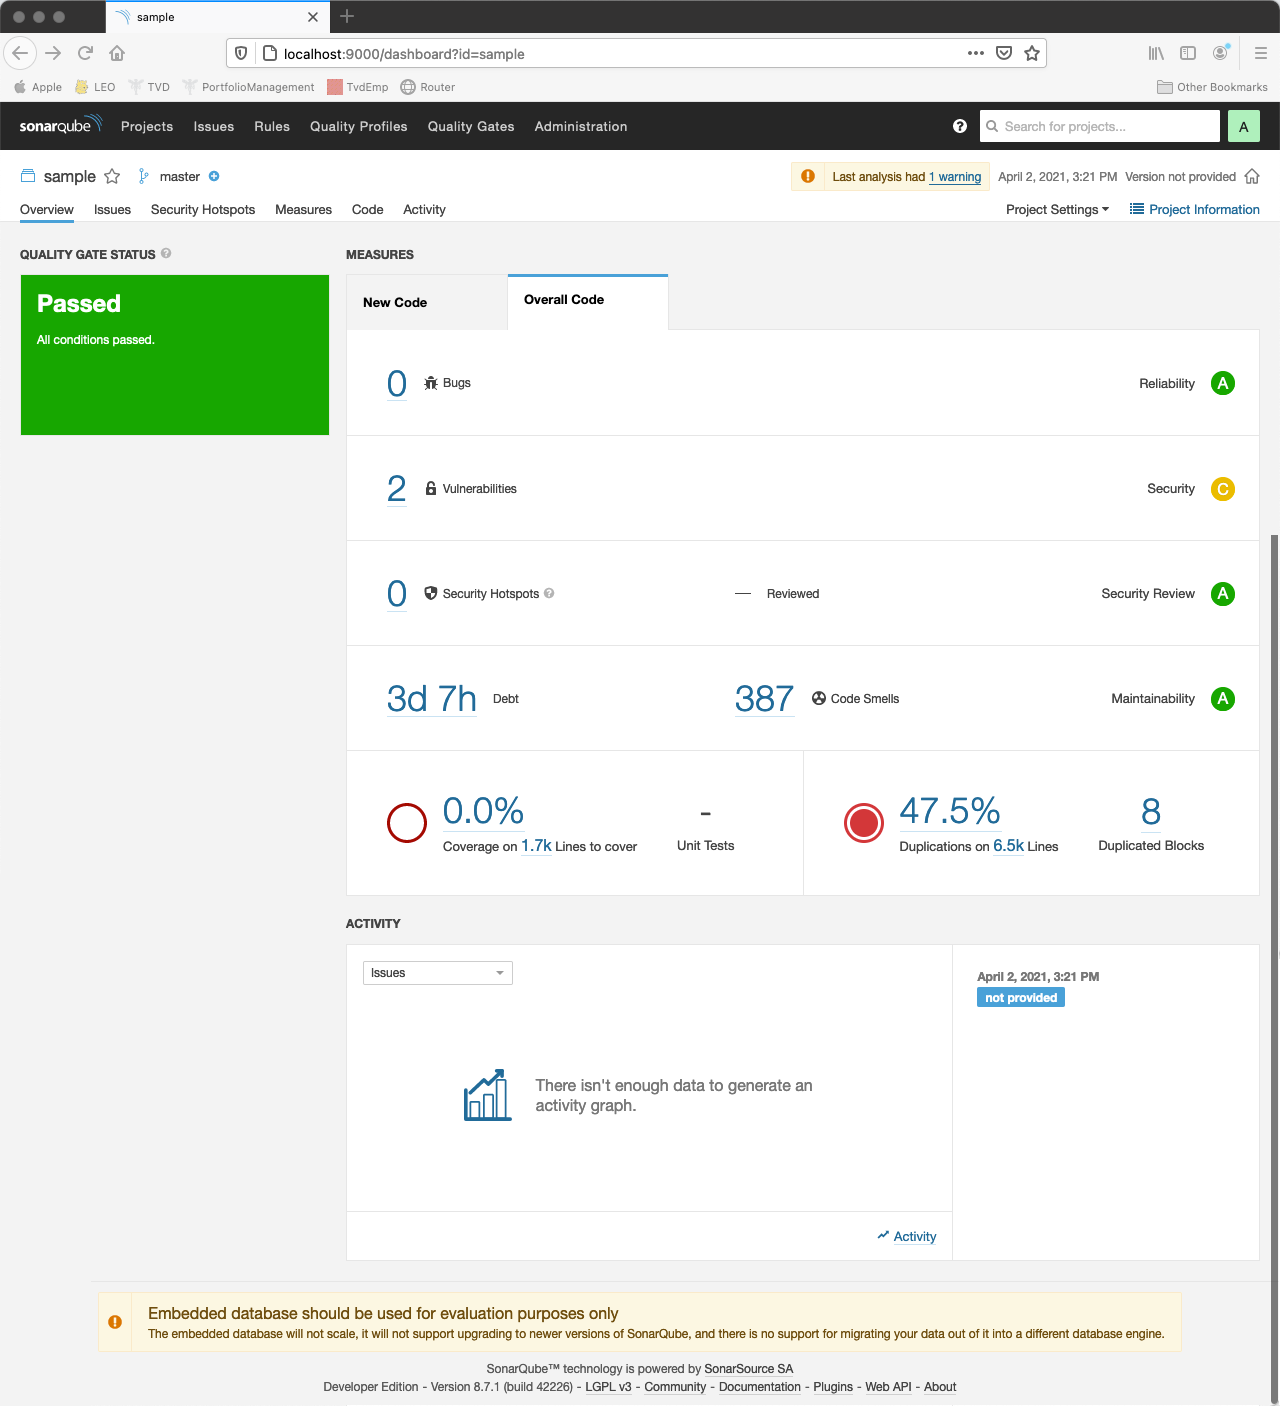 sample
localhost:9000/dashboard?id=sample
Apple LEO TVD PortfolioManagement TvdEmp Router Other Bookmarks
sonarqube Projects Issues Rules Quality Profiles Quality Gates Administration ? Search for projects... A
sample master Last analysis had 1 warning April 2, 2021, 3:21 PM Version not provided
Overview Issues Security Hotspots Measures Code Activity Project Settings Project Information
QUALITY GATE STATUS ?
Passed
All conditions passed.
MEASURES
New Code Overall Code
0 Bugs Reliability A
2 Vulnerabilities Security C
0 Security Hotspots ? — Reviewed Security Review A
3d 7h Debt 387 Code Smells Maintainability A
0.0% - 47.5% 8
Coverage on 1.7k Lines to cover Unit Tests Duplications on 6.5k Lines Duplicated Blocks
ACTIVITY
Issues
April 2, 2021, 3:21 PM
not provided
There isn't enough data to generate an
activity graph.
Activity
Embedded database should be used for evaluation purposes only
The embedded database will not scale, it will not support upgrading to newer versions of SonarQube, and there is no support for migrating your data out of it into a different database engine.
SonarQube™ technology is powered by SonarSource SA
Developer Edition - Version 8.7.1 (build 42226) - LGPL v3 - Community - Documentation - Plugins - Web API - About